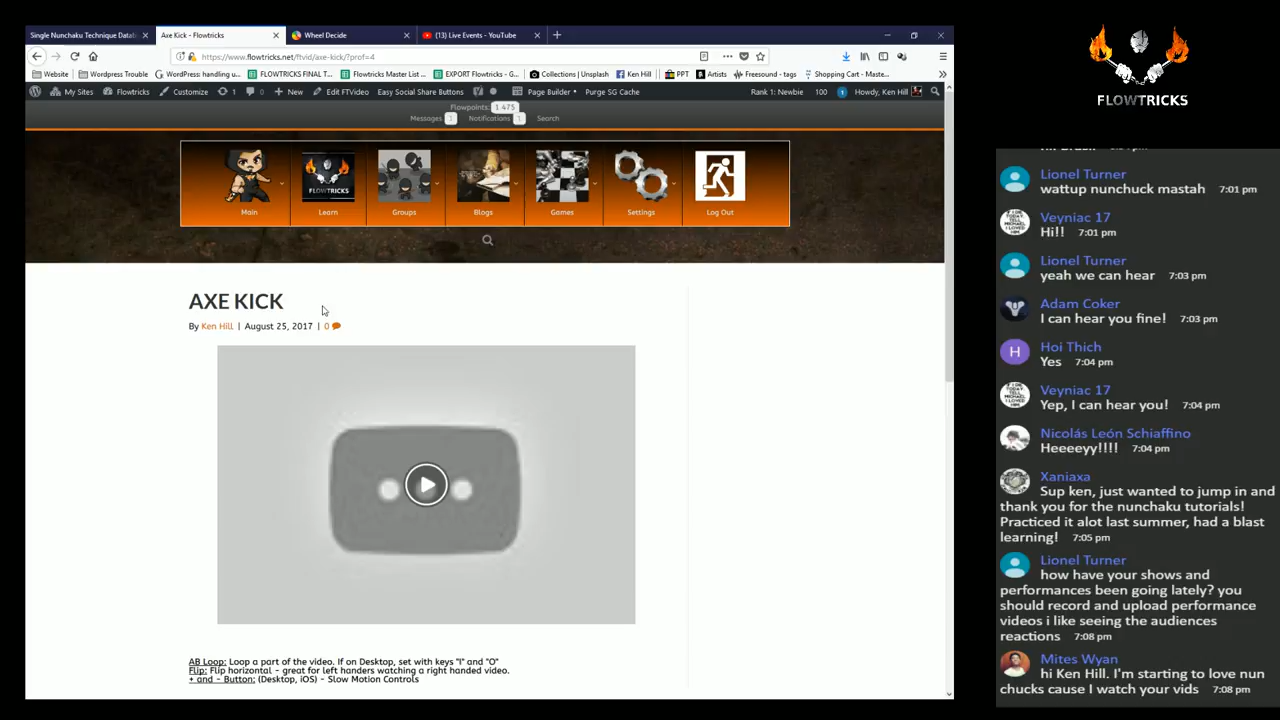 Single Nunchaku Technique Datab
Axe Kick - Flowtricks
Wheel Decide
(13) Live Events - YouTube
https://www.flowtricks.net/ftvid/axe-kick/?prof=4
Website
Wordpress Trouble
WordPress handling u...
FLOWTRICKS FINAL T...
Flowtricks Master List ...
EXPORT Flowtricks - G...
Collections | Unsplash
Ken Hill
PPT
Artists
Freesound - tags
Shopping Cart - Maste...
My Sites
Flowtricks
Customize
1
0
New
Edit FTVideo
Easy Social Share Buttons
Page Builder
Purge SG Cache
Rank 1: Newbie
100
1
Howdy, Ken Hill
Flowpoints: 1 475
Messages
Notifications
Search
FLOWTRICKS
Main
Learn
Groups
Blogs
Games
Settings
Log Out
AXE KICK
By Ken Hill | August 25, 2017 | 0
AB Loop: Loop a part of the video. If on Desktop, set with keys "I" and "O"
Flip: Flip horizontal - great for left handers watching a right handed video.
+ and - Button: (Desktop, iOS) - Slow Motion Controls
FLOWTRICKS
Lionel Turner
wattup nunchuck mastah 7:01 pm
Veyniac 17
Hi!! 7:01 pm
Lionel Turner
yeah we can hear 7:03 pm
Adam Coker
I can hear you fine! 7:03 pm
H
Hoi Thich
Yes 7:04 pm
Veyniac 17
Yep, I can hear you! 7:04 pm
Nicolás León Schiaffino
Heeeeyy!!!! 7:04 pm
Xaniaxa
Sup ken, just wanted to jump in and
thank you for the nunchaku tutorials!
Practiced it alot last summer, had a blast
learning! 7:05 pm
Lionel Turner
how have your shows and
performances been going lately? you
should record and upload performance
videos i like seeing the audiences
reactions 7:08 pm
Mites Wyan
hi Ken Hill. I'm starting to love nun
chucks cause I watch your vids 7:08 pm